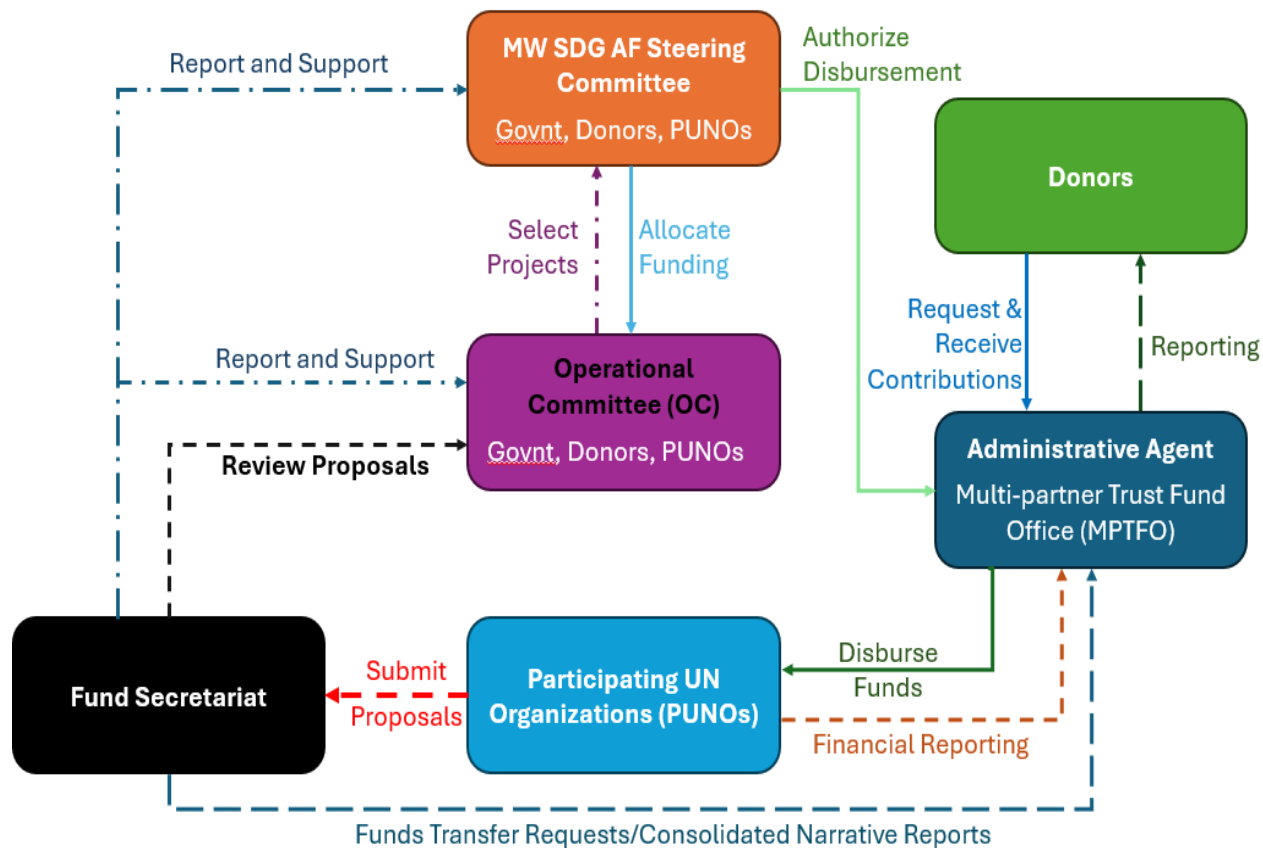 MW SDG AF Steering
Committee
Govnt, Donors, PUNOs
Report and Support
Authorize
Disbursement
Donors
Select
Projects
Allocate
Funding
Request &
Receive
Contributions
Reporting
Report and Support
Operational
Committee (OC)
Govnt, Donors, PUNOs
Review Proposals
Administrative Agent
Multi-partner Trust Fund
Office (MPTFO)
Fund Secretariat
Submit
Proposals
Participating UN
Organizations (PUNOs)
Disburse
Funds
Financial Reporting
Funds Transfer Requests/Consolidated Narrative Reports